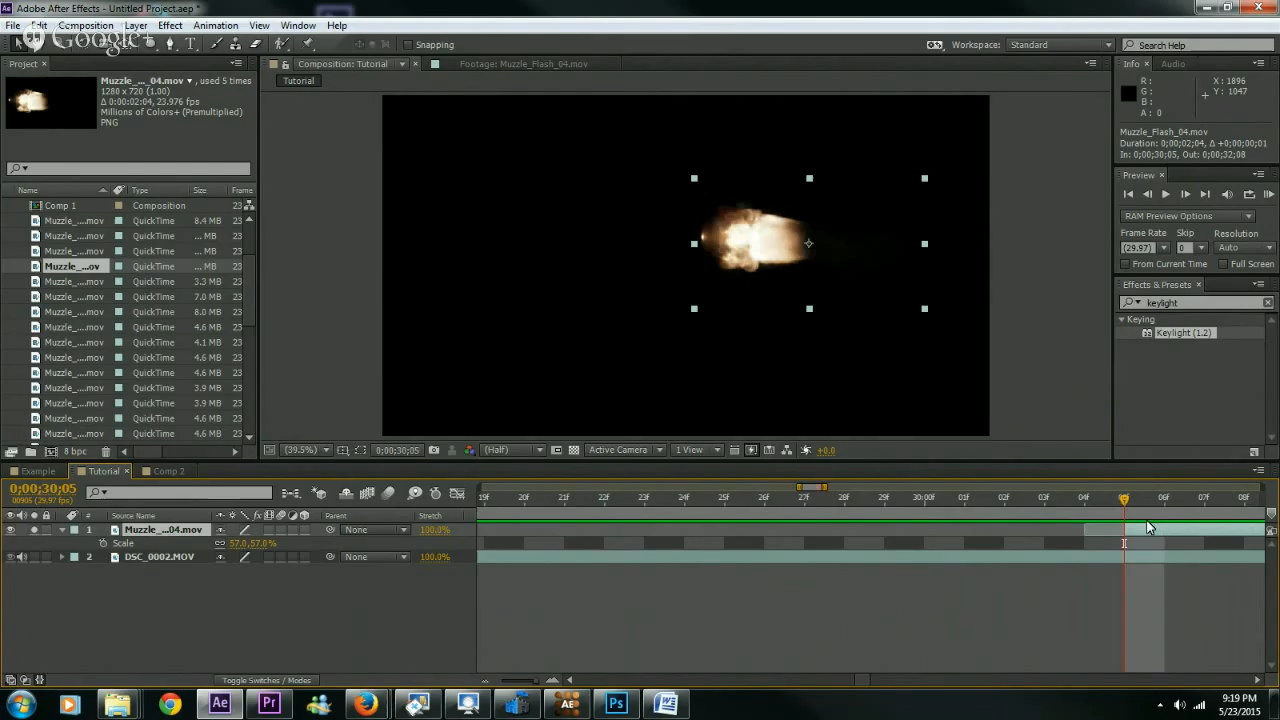 Adobe After Effects - Untitled Project.aep *
File Edit Composition Layer Effect Animation View Window Help
Google+
Snapping
Workspace: Standard
Search Help
Project
Composition: Tutorial
Footage: Muzzle_Flash_04.mov
Info
Audio
Muzzle_..._04.mov ▾, used 5 times
1280 x 720 (1.00)
Δ 0:00:02:04, 23.976 fps
Millions of Colors+ (Premultiplied)
PNG
Tutorial
R :
G :
B :
A : 0
X : 1896
Y : 1047
Muzzle_Flash_04.mov
Duration: 0;00;02;04, Δ +0;00;00;01
In: 0;00;30;05, Out: 0;00;32;08
Preview
RAM Preview Options
Frame Rate Skip Resolution
(29.97) 0 Auto
From Current Time Full Screen
Effects & Presets
keylight
Keying
Keylight (1.2)
Name Type Size Frame
Comp 1 Composition
Muzzle_....mov QuickTime 8.4 MB 23
Muzzle_....mov QuickTime ... MB 23
Muzzle_....mov QuickTime ... MB 23
Muzzle_...ov QuickTime ... MB 23
Muzzle_....mov QuickTime 3.3 MB 23
Muzzle_....mov QuickTime 7.0 MB 23
Muzzle_....mov QuickTime 8.0 MB 23
Muzzle_....mov QuickTime 4.6 MB 23
Muzzle_....mov QuickTime 4.1 MB 23
Muzzle_....mov QuickTime 4.6 MB 23
Muzzle_....mov QuickTime 3.9 MB 23
Muzzle_....mov QuickTime 3.9 MB 23
Muzzle_....mov QuickTime 4.6 MB 23
Muzzle_....mov QuickTime 4.6 MB 23
8 bpc
(39.5%) 0;00;30;05 (Half) Active Camera 1 View +0.0
Example Tutorial Comp 2
0;00;30;05
00905 (29.97 fps)
19f 20f 21f 22f 23f 24f 25f 26f 27f 28f 29f 30:00f 01f 02f 03f 04f 05f 06f 07f 08f
# Source Name Parent Stretch
1 Muzzle_...04.mov None 100.0%
Scale 57.0,57.0%
2 DSC_0002.MOV None 100.0%
Toggle Switches / Modes
Ae Pr AE Ps W
9:19 PM
5/23/2015